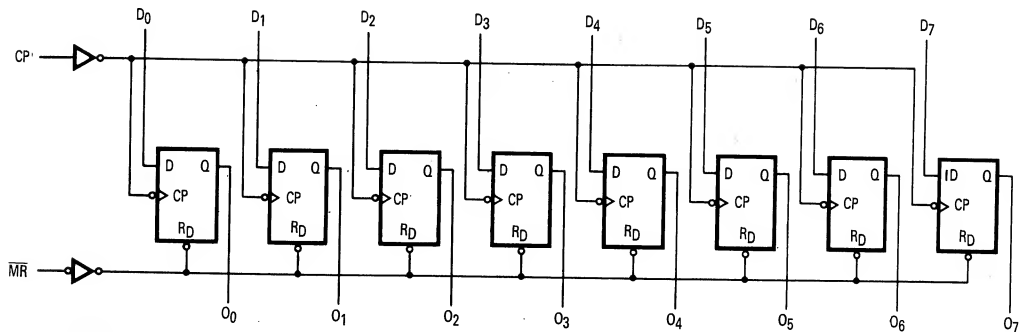 D0 D1 D2 D3 D4 D5 D6 D7
CP
D Q D Q D Q D Q D Q D Q D Q D Q
CP CP CP CP CP CP CP CP
RD RD RD RD RD RD RD RD
MR
O0 O1 O2 O3 O4 O5 O6 O7